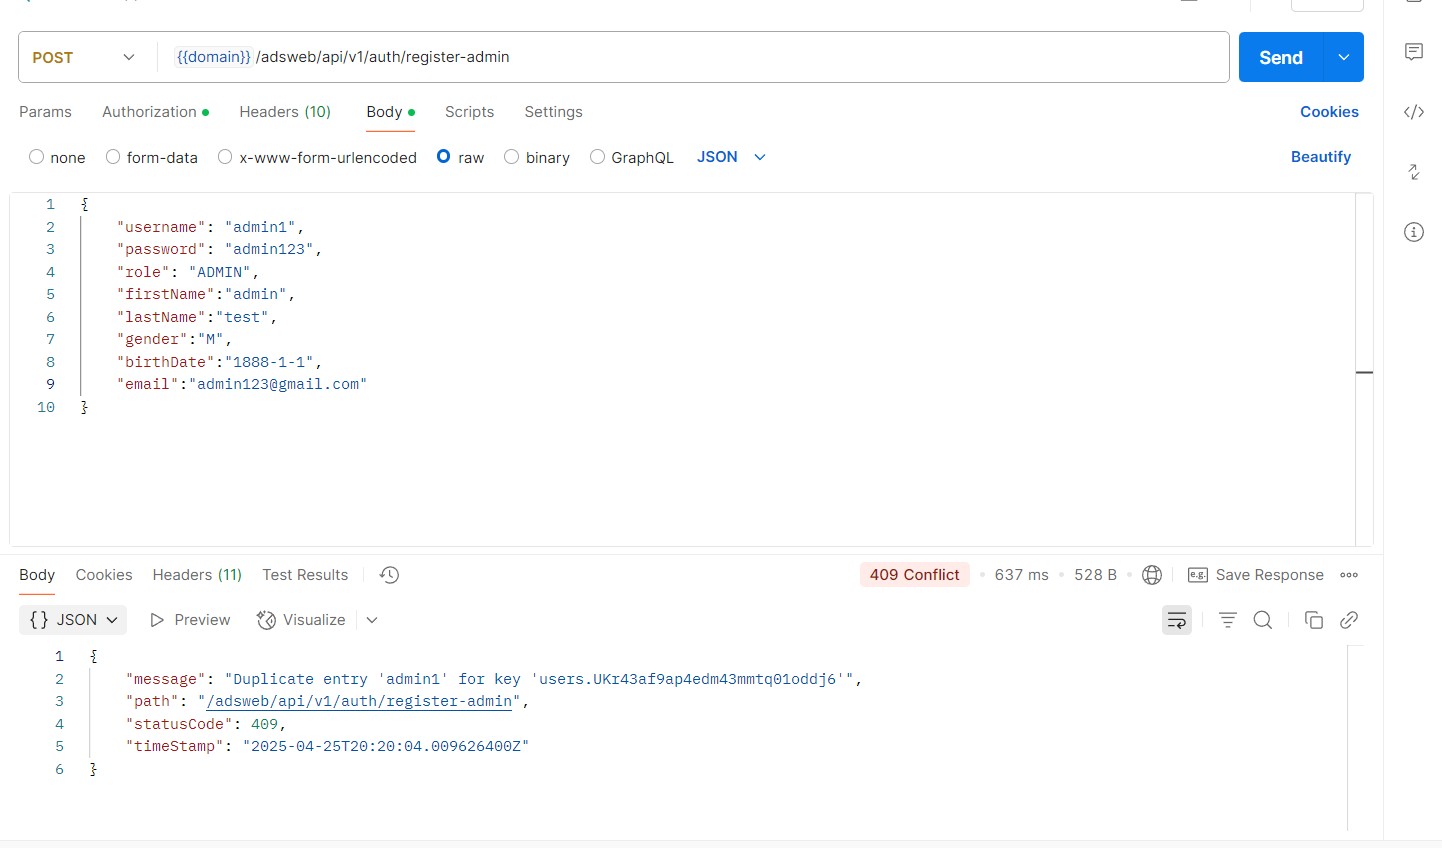 POST {{domain}}/adsweb/api/v1/auth/register-admin Send
Params Authorization Headers (10) Body Scripts Settings Cookies
none form-data x-www-form-urlencoded raw binary GraphQL JSON Beautify
1 {
2 "username": "admin1",
3 "password": "admin123",
4 "role": "ADMIN",
5 "firstName":"admin",
6 "lastName":"test",
7 "gender":"M",
8 "birthDate":"1888-1-1",
9 "email":"admin123@gmail.com"
10 }
Body Cookies Headers (11) Test Results 409 Conflict 637 ms 528 B e.g. Save Response
{} JSON Preview Visualize
1 {
2 "message": "Duplicate entry 'admin1' for key 'users.UKr43af9ap4edm43mmtq01oddj6'",
3 "path": "/adsweb/api/v1/auth/register-admin",
4 "statusCode": 409,
5 "timeStamp": "2025-04-25T20:20:04.009626400Z"
6 }